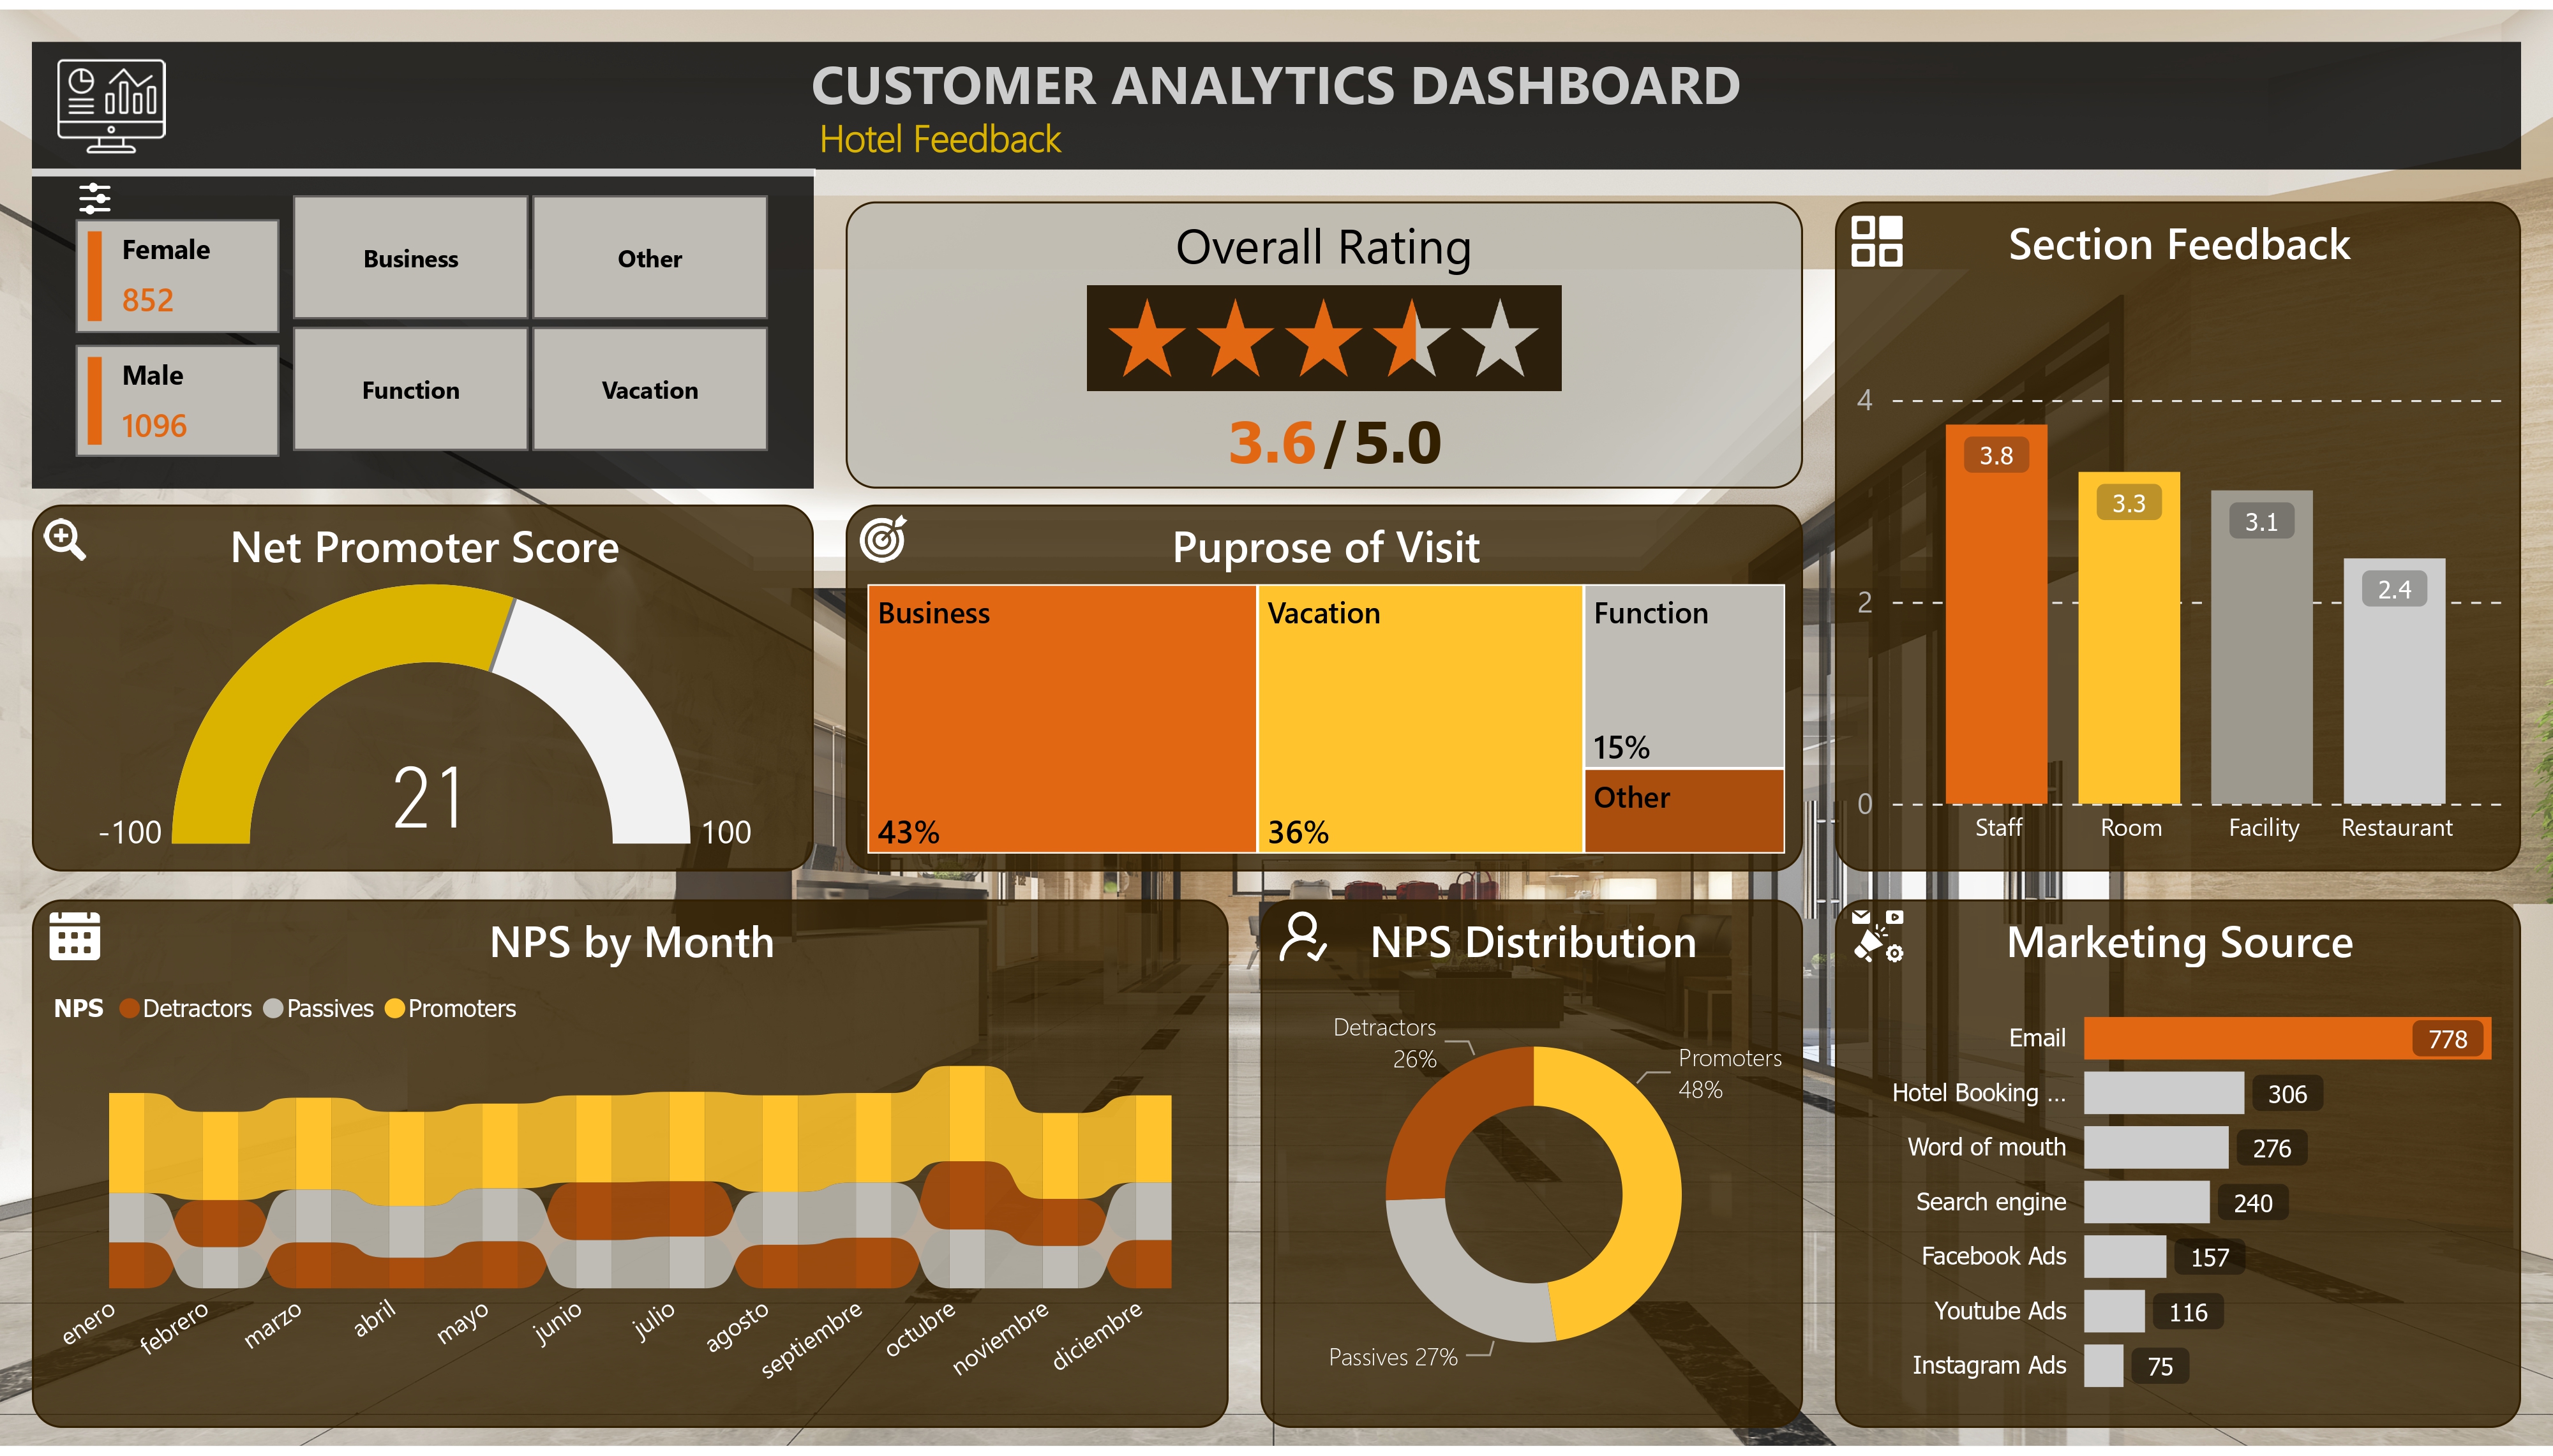 CUSTOMER ANALYTICS DASHBOARD
Hotel Feedback
Female
852
Male
1096
Business
Other
Function
Vacation
Overall Rating
3.6 / 5.0
Section Feedback
4
2
0
3.8
3.3
3.1
2.4
Staff
Room
Facility
Restaurant
Net Promoter Score
21
-100
100
Puprose of Visit
Business
43%
Vacation
36%
Function
15%
Other
NPS by Month
NPS Detractors Passives Promoters
enero
febrero
marzo
abril
mayo
junio
julio
agosto
septiembre
octubre
noviembre
diciembre
NPS Distribution
Detractors
26%
Promoters
48%
Passives 27%
Marketing Source
Email 778
Hotel Booking ... 306
Word of mouth 276
Search engine 240
Facebook Ads 157
Youtube Ads 116
Instagram Ads 75